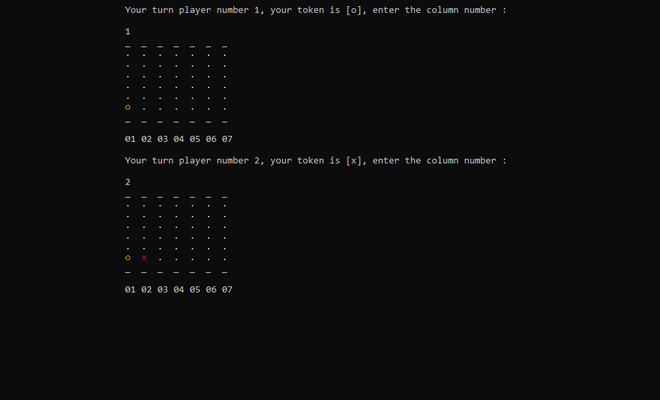 Your turn player number 1, your token is [o], enter the column number :
1
_ _ _ _ _ _ _
. . . . . . .
. . . . . . .
. . . . . . .
. . . . . . .
. . . . . . .
o . . . . . .
_ _ _ _ _ _ _
01 02 03 04 05 06 07
Your turn player number 2, your token is [x], enter the column number :
2
_ _ _ _ _ _ _
. . . . . . .
. . . . . . .
. . . . . . .
. . . . . . .
. . . . . . .
o x . . . . .
_ _ _ _ _ _ _
01 02 03 04 05 06 07